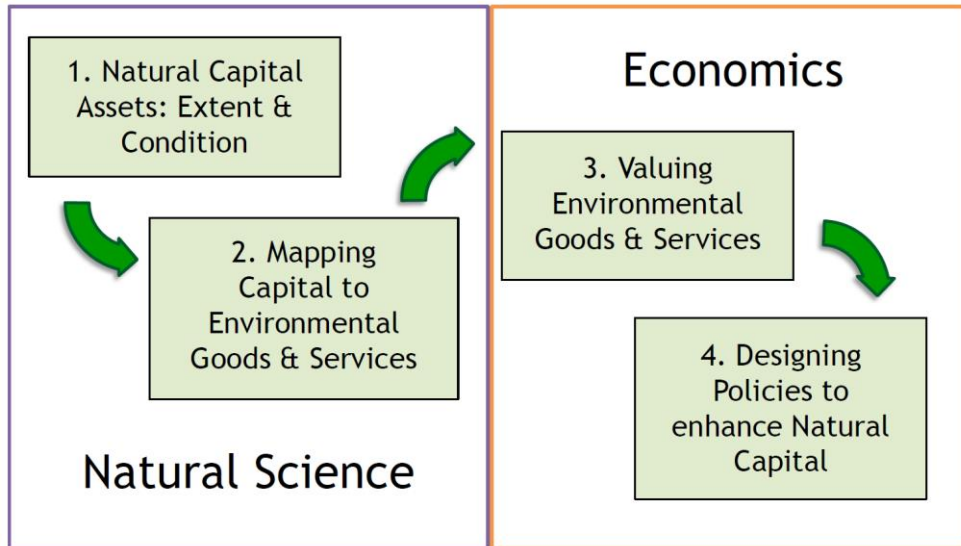 1. Natural Capital
Assets: Extent &
Condition
2. Mapping
Capital to
Environmental
Goods & Services
Natural Science
Economics
3. Valuing
Environmental
Goods & Services
4. Designing
Policies to
enhance Natural
Capital